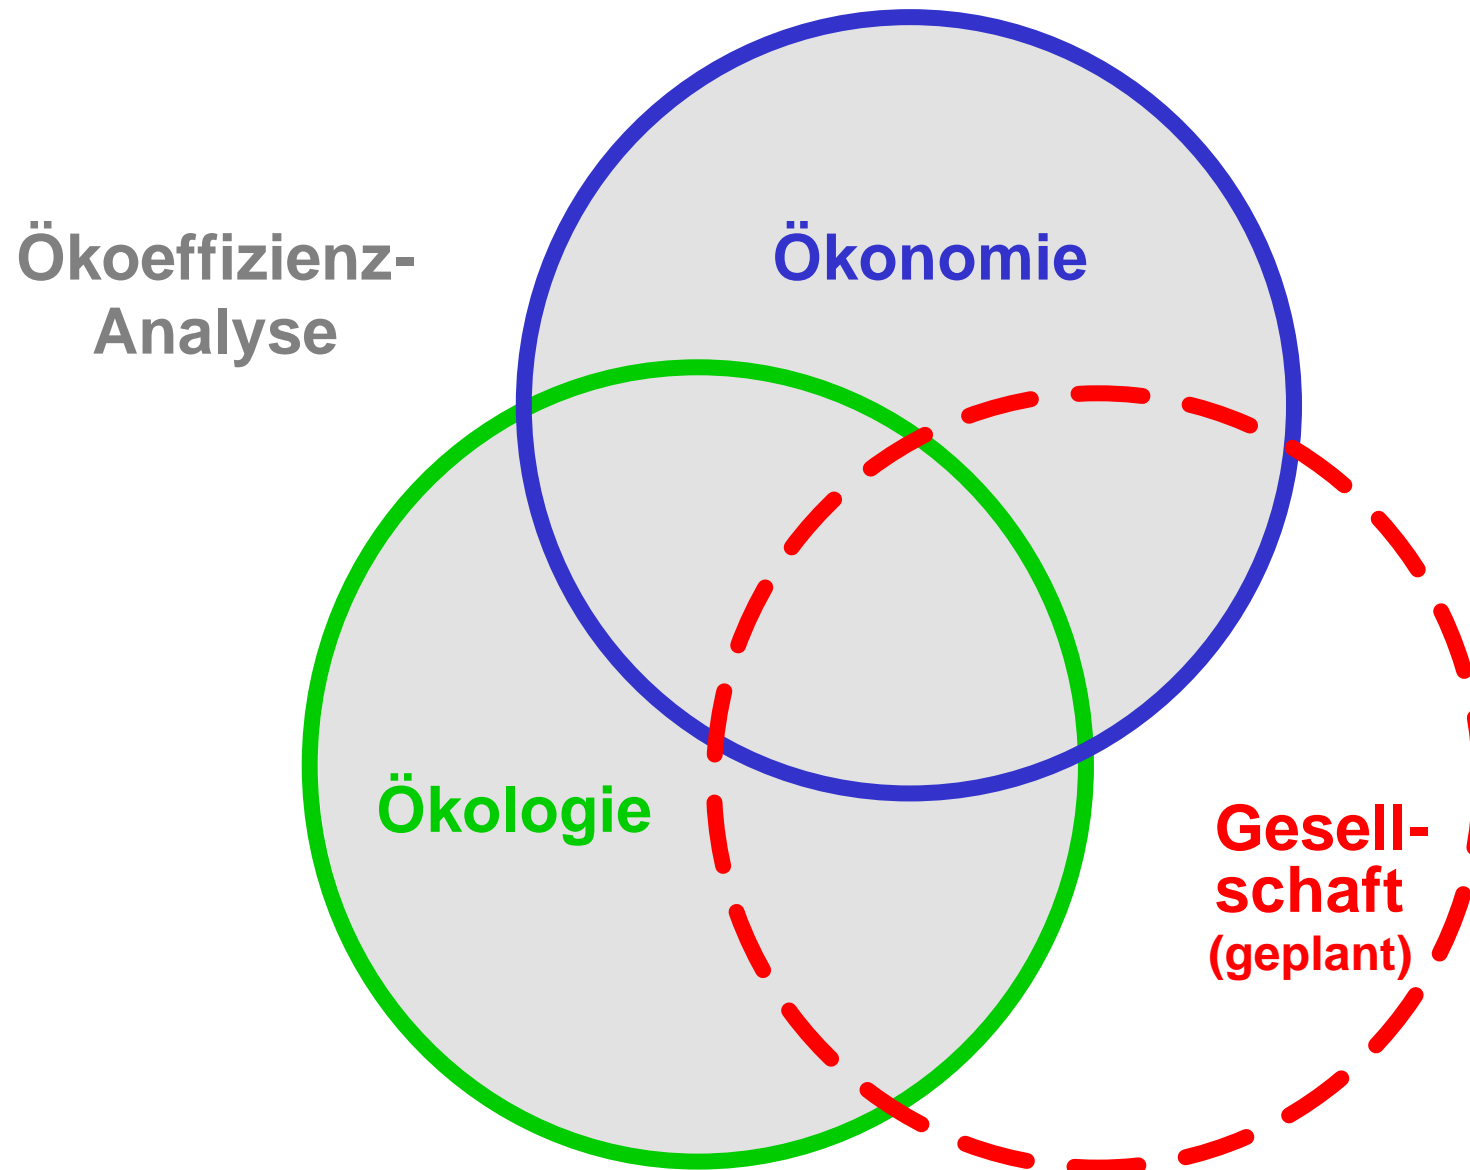 Ökoeffizienz-
Analyse
Ökonomie
Ökologie
Gesell-
schaft
(geplant)